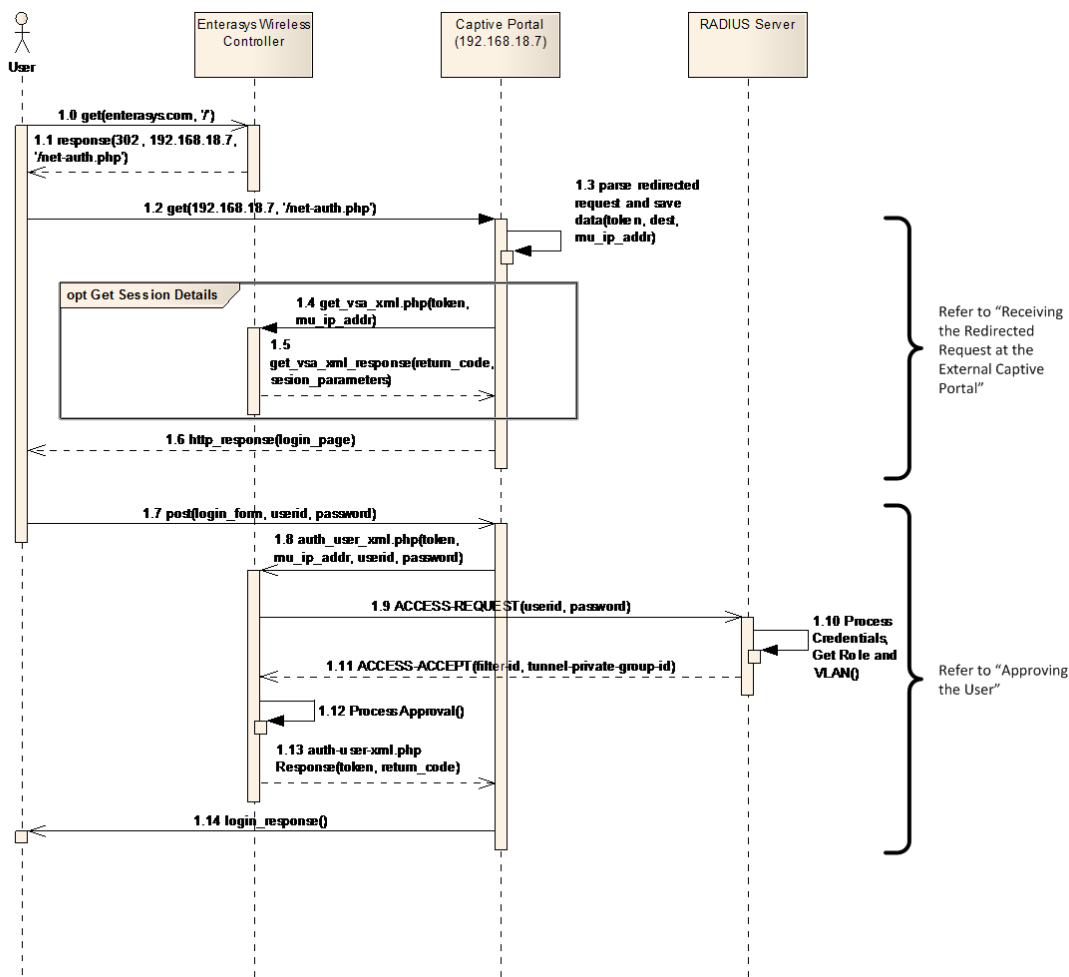 User
Enterasys Wireless
Controller
Captive Portal
(192.168.18.7)
RADIUS Server
1.0 get(enterasys.com, '/')
1.1 response(302 , 192.168.18.7,
'/net-auth.php')
1.2 get(192.168.18.7, '/net-auth.php')
1.3 parse redirected
request and save
data(token, dest,
mu_ip_addr)
opt Get Session Details
1.4 get_vsa_xml.php(token,
mu_ip_addr)
1.5
get_vsa_xml_response(return_code,
sesion_parameters)
1.6 http_response(login_page)
Refer to “Receiving
the Redirected
Request at the
External Captive
Portal”
1.7 post(login_form, userid, password)
1.8 auth_user_xml.php(token,
mu_ip_addr, userid, password)
1.9 ACCESS-REQUEST(userid, password)
1.10 Process
Credentials,
Get Role and
VLAN()
1.11 ACCESS-ACCEPT(filter-id, tunnel-private-group-id)
1.12 Process Approval()
1.13 auth-user-xml.php
Response(token, return_code)
1.14 login_response()
Refer to “Approving
the User”